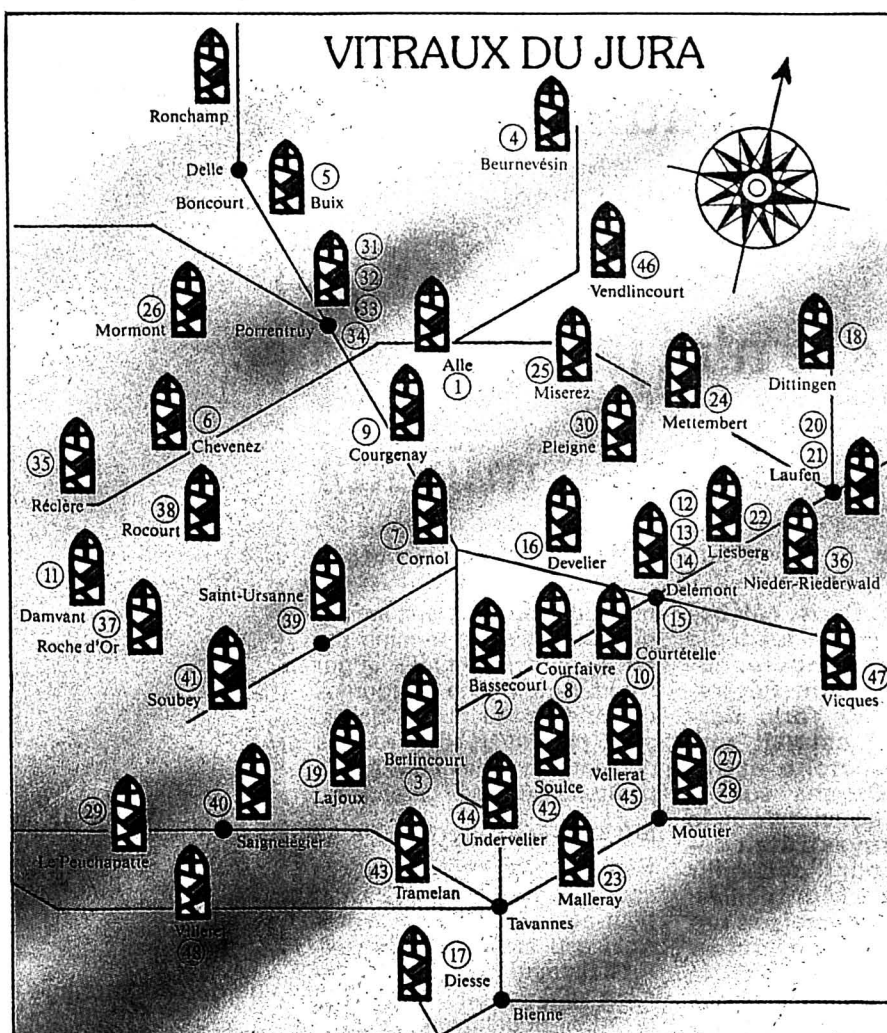 VITRAUX DU JURA
Ronchamp
4
Beurnevésin
Delle
Boncourt
5
Buix
46
Vendlincourt
31
32
33
34
Porrentruy
26
Mormont
Alle
1
18
Dittingen
25
Miserez
24
Mettembert
30
Pleigne
6
Chevenez
9
Courgenay
20
21
Laufen
35
Réclère
38
Rocourt
7
Cornol
16
Develier
12
13
14
15
Delémont
22
Liesberg
36
Nieder-Riederwald
11
Damvant
37
Roche d'Or
Saint-Ursanne
39
41
Soubey
Bassecourt
2
Courfaivre
8
Courtételle
10
47
Vicques
19
Lajoux
Berlincourt
3
Soulce
42
Vellerat
45
27
28
Moutier
29
Le Peuchapatte
40
Saignelégier
44
Undervelier
43
Tramelan
23
Malleray
Villeret
48
Tavannes
17
Diesse
Bienne